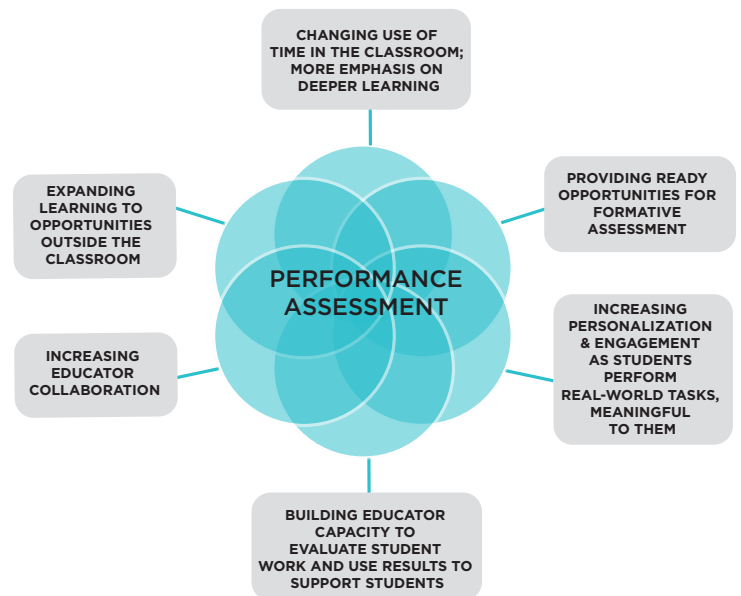 CHANGING USE OF
TIME IN THE CLASSROOM;
MORE EMPHASIS ON
DEEPER LEARNING
EXPANDING
LEARNING TO
OPPORTUNITIES
OUTSIDE THE
CLASSROOM
PROVIDING READY
OPPORTUNITIES FOR
FORMATIVE
ASSESSMENT
PERFORMANCE
ASSESSMENT
INCREASING
EDUCATOR
COLLABORATION
INCREASING
PERSONALIZATION
& ENGAGEMENT
AS STUDENTS
PERFORM
REAL-WORLD TASKS,
MEANINGFUL
TO THEM
BUILDING EDUCATOR
CAPACITY TO
EVALUATE STUDENT
WORK AND USE RESULTS TO
SUPPORT STUDENTS